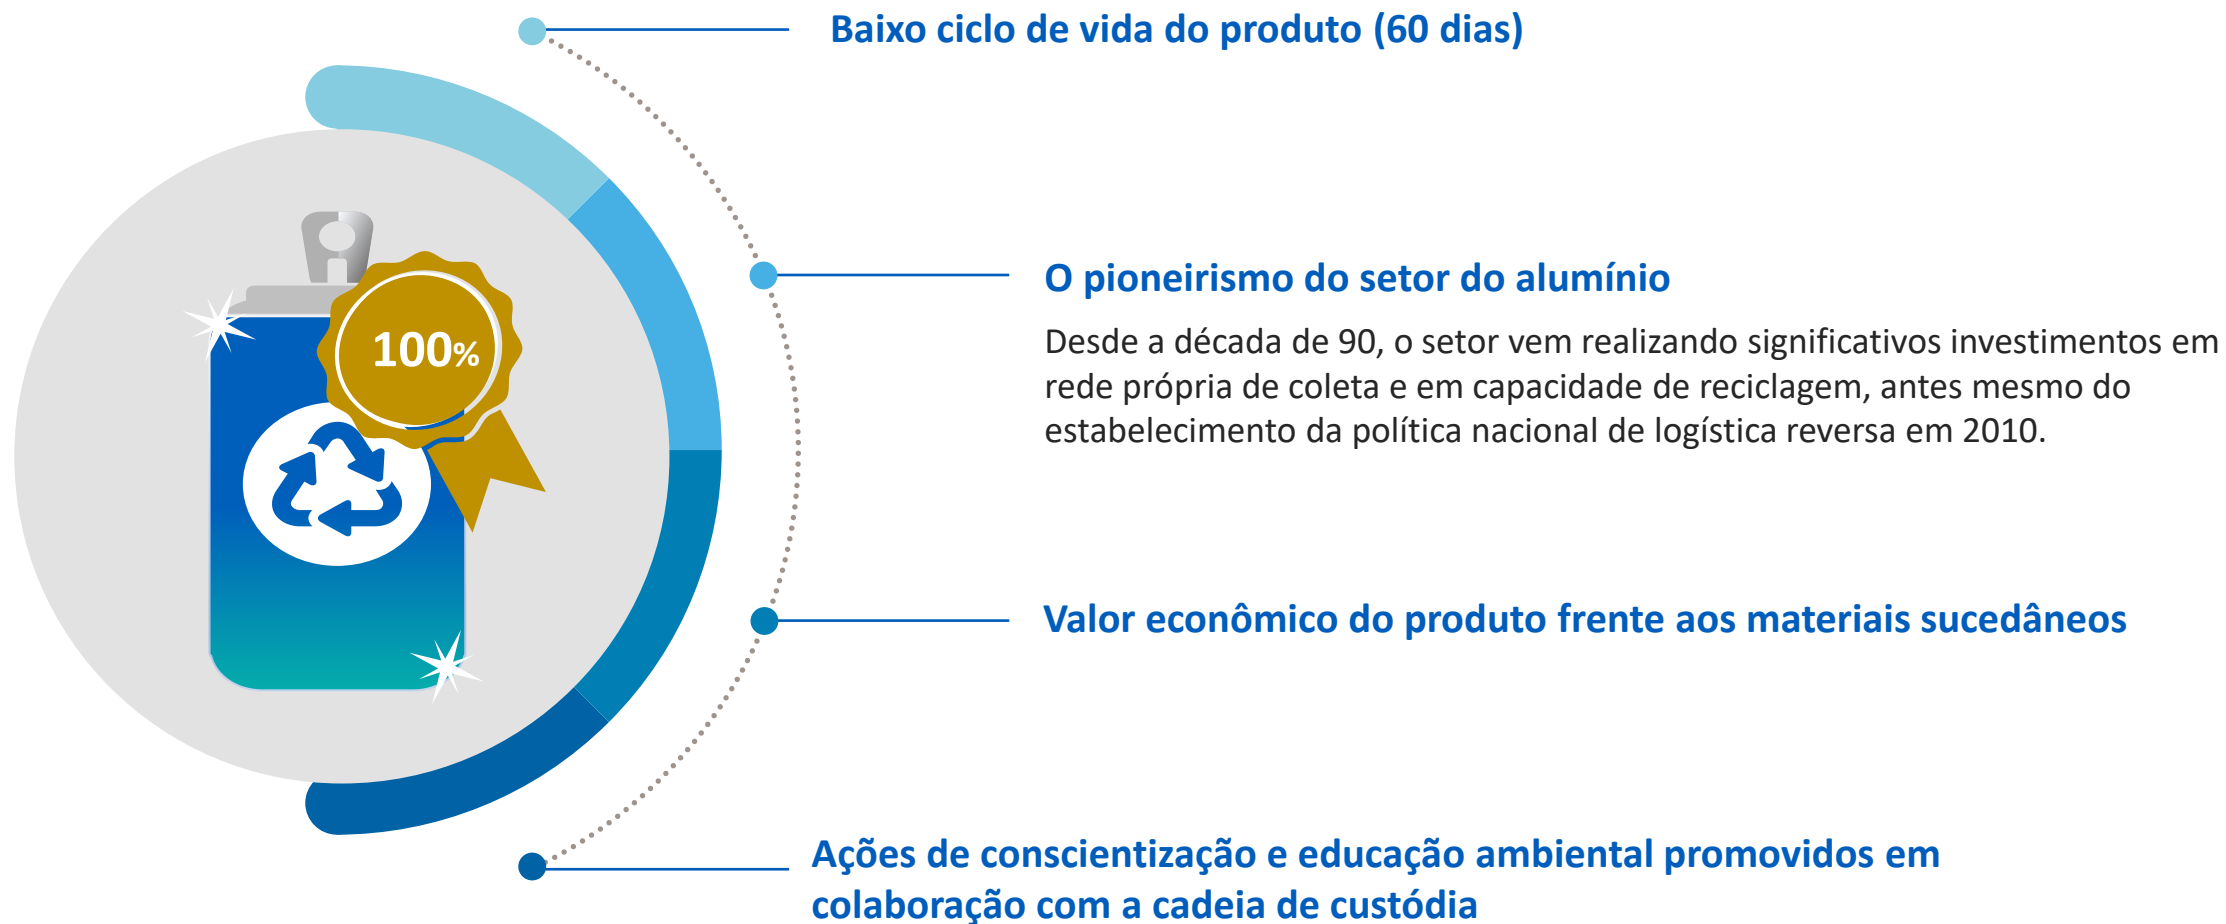 Baixo ciclo de vida do produto (60 dias)
O pioneirismo do setor do alumínio
Desde a década de 90, o setor vem realizando significativos investimentos em
rede própria de coleta e em capacidade de reciclagem, antes mesmo do
estabelecimento da política nacional de logística reversa em 2010.
100%
Valor econômico do produto frente aos materiais sucedâneos
Ações de conscientização e educação ambiental promovidos em
colaboração com a cadeia de custódia